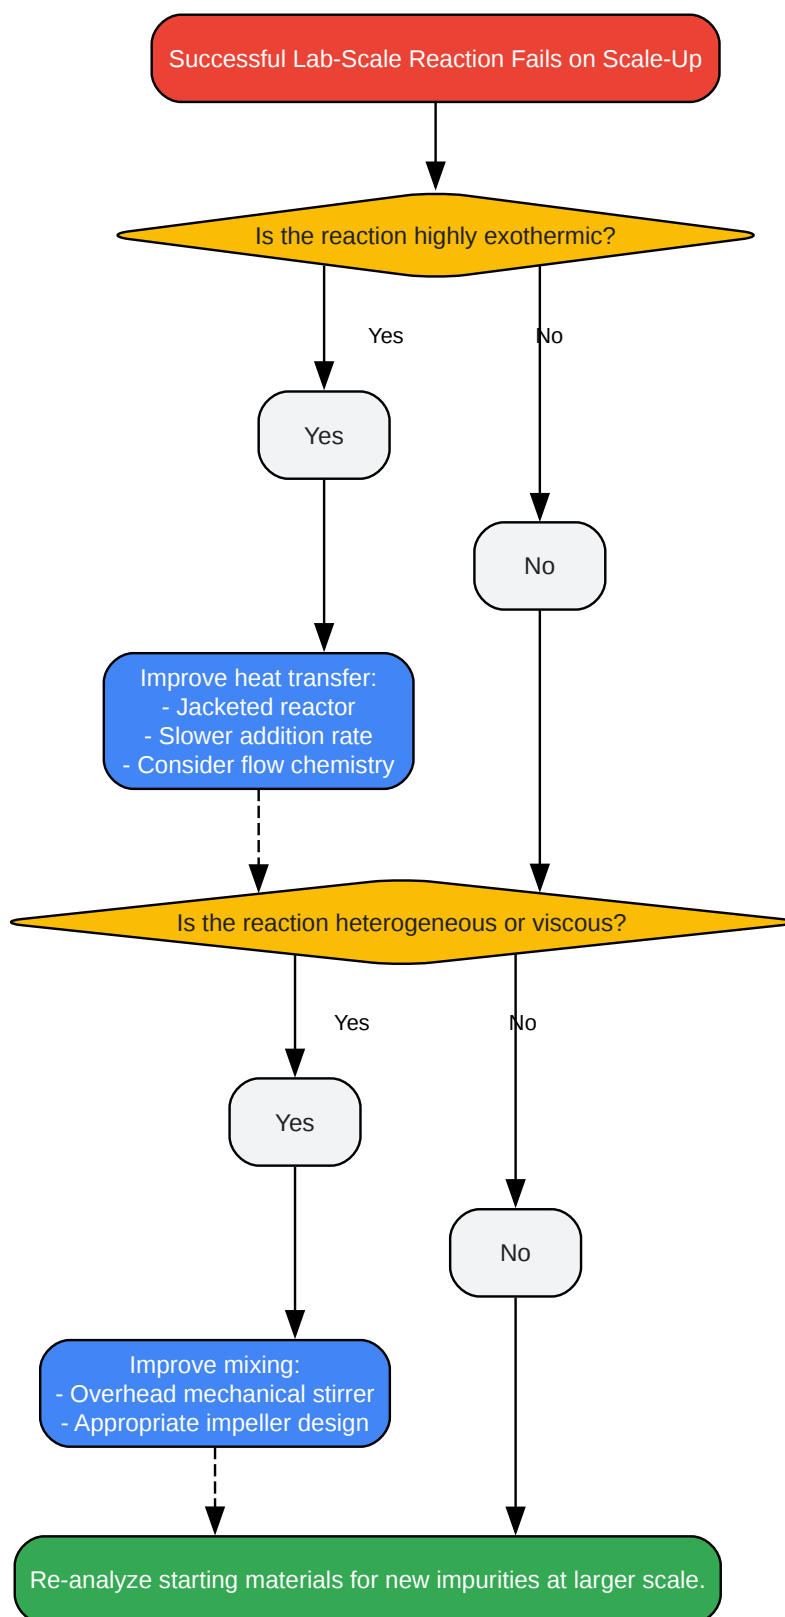 Successful Lab-Scale Reaction Fails on Scale-Up
Is the reaction highly exothermic?
Yes
No
Yes
No
Improve heat transfer:
- Jacketed reactor
- Slower addition rate
- Consider flow chemistry
Is the reaction heterogeneous or viscous?
Yes
No
Yes
No
Improve mixing:
- Overhead mechanical stirrer
- Appropriate impeller design
Re-analyze starting materials for new impurities at larger scale.